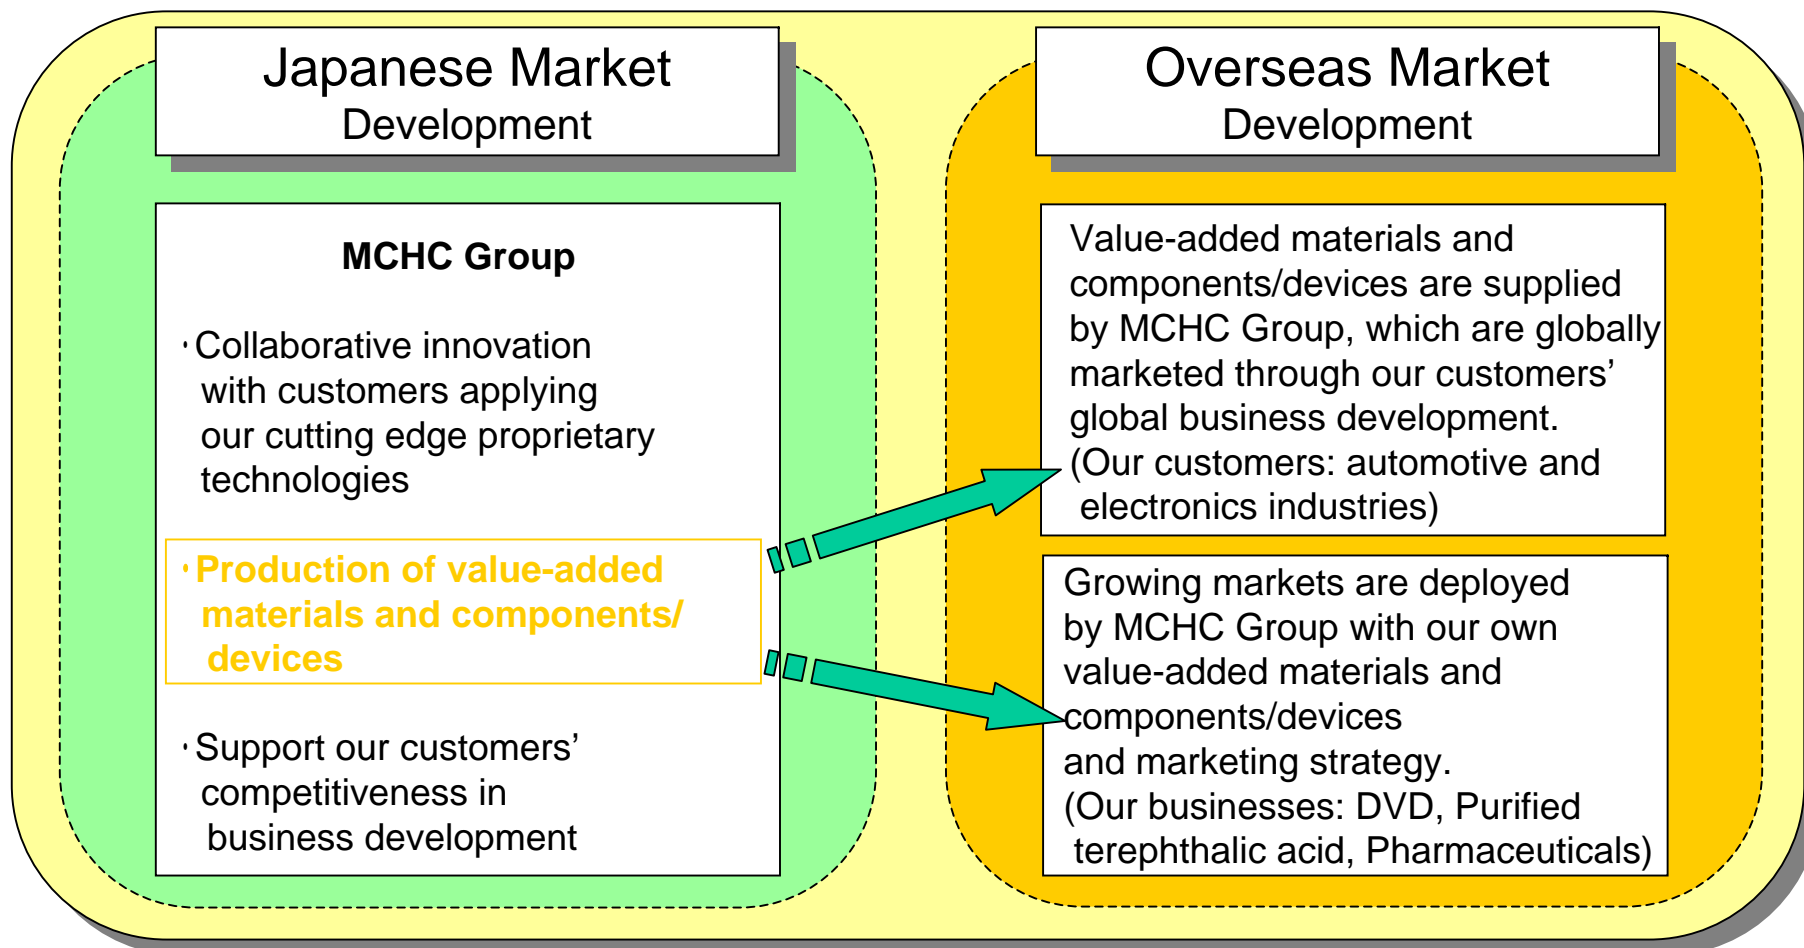 Japanese Market
Development
MCHC Group
・Collaborative innovation
with customers applying
our cutting edge proprietary
technologies
・Production of value-added
materials and components/
devices
・Support our customers’
competitiveness in
business development
Overseas Market
Development
Value-added materials and
components/devices are supplied
by MCHC Group, which are globally
marketed through our customers’
global business development.
(Our customers: automotive and
electronics industries)
Growing markets are deployed
by MCHC Group with our own
value-added materials and
components/devices
and marketing strategy.
(Our businesses: DVD, Purified
terephthalic acid, Pharmaceuticals)